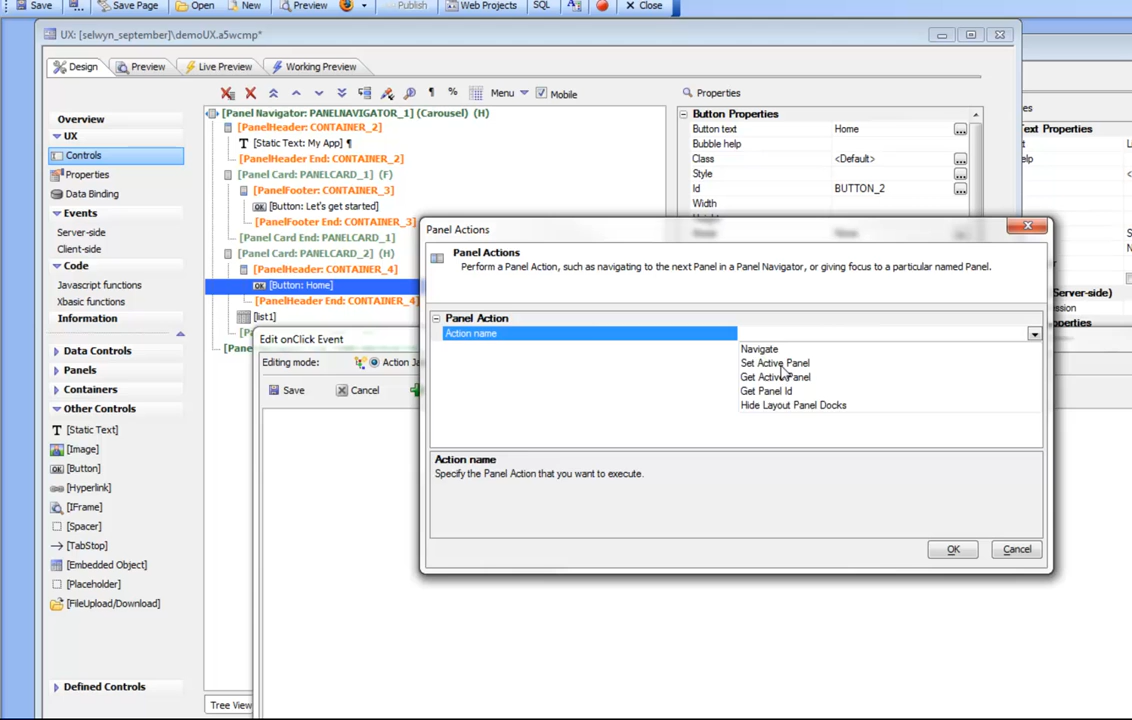 Save Save Page Open New Preview Publish Web Projects SQL Close
UX: [selwyn_september]\demoUX.a5wcmp*
Design Preview Live Preview Working Preview
Menu Mobile
Properties
Overview
UX
Controls
Properties
Data Binding
Events
Server-side
Client-side
Code
Javascript functions
Xbasic functions
Information
Data Controls
Panels
Containers
Other Controls
[Static Text]
[Image]
[Button]
[Hyperlink]
[IFrame]
[Spacer]
[TabStop]
[Embedded Object]
[Placeholder]
[FileUpload/Download]
Defined Controls
[Panel Navigator: PANELNAVIGATOR_1] (Carousel) (H)
[PanelHeader: CONTAINER_2]
T [Static Text: My App] ¶
[PanelHeader End: CONTAINER_2]
[Panel Card: PANELCARD_1] (F)
[PanelFooter: CONTAINER_3]
OK [Button: Let's get started]
[PanelFooter End: CONTAINER_3]
[Panel Card End: PANELCARD_1]
[Panel Card: PANELCARD_2] (H)
[PanelHeader: CONTAINER_4]
OK [Button: Home]
[PanelHeader End: CONTAINER_4]
[list1]
Tree View
Button Properties
Button text Home
Bubble help
Class <Default>
Style
Id BUTTON_2
Width
Text Properties
(Server-side)
Edit onClick Event
Editing mode: Action Ja
Save Cancel
Panel Actions
Panel Actions
Perform a Panel Action, such as navigating to the next Panel in a Panel Navigator, or giving focus to a particular named Panel.
Panel Action
Action name
Navigate
Set Active Panel
Get Active Panel
Get Panel Id
Hide Layout Panel Docks
Action name
Specify the Panel Action that you want to execute.
OK Cancel